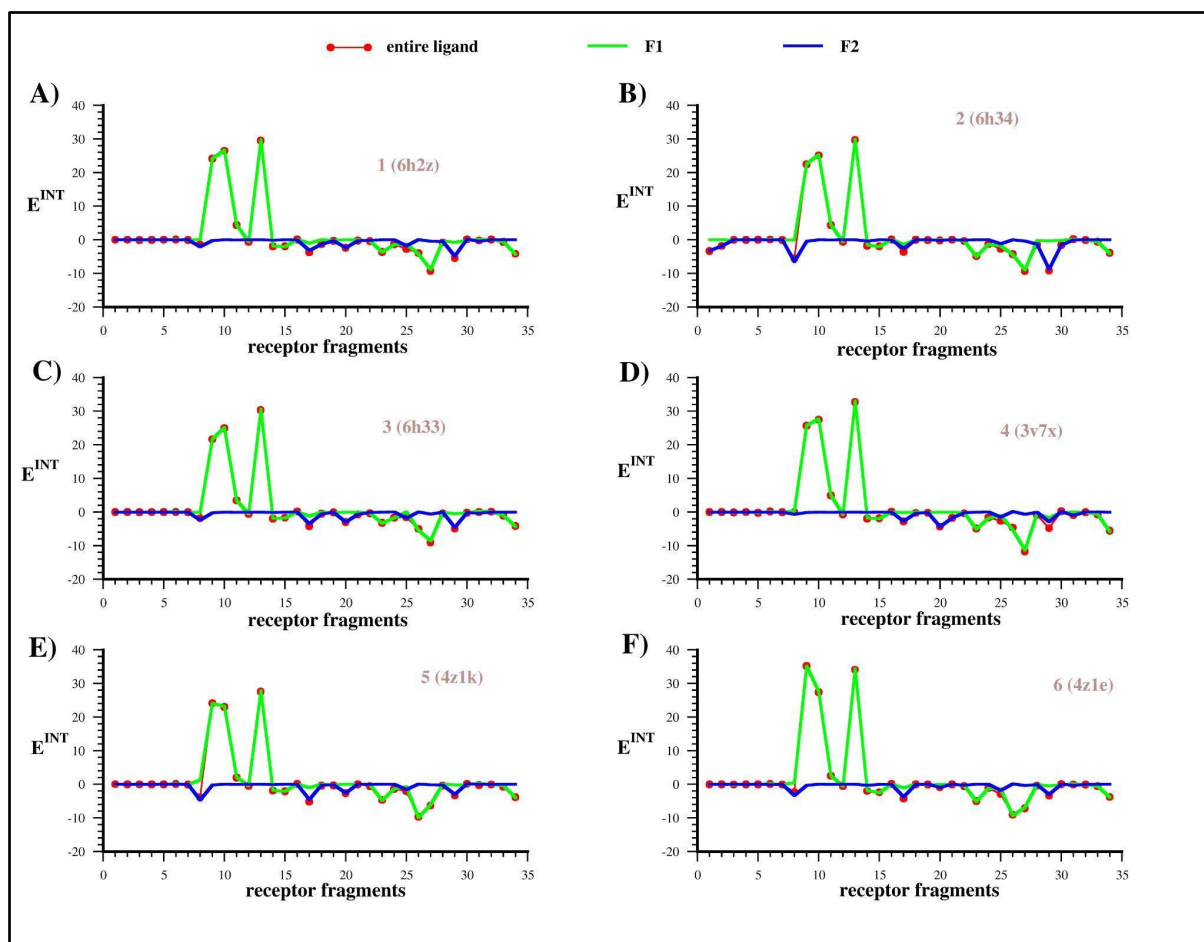 entire ligand F1 F2
A)
40
30
20
10
0
-10
-20
E^INT
1 (6h2z)
0 5 10 15 20 25 30 35
receptor fragments
B)
40
30
20
10
0
-10
-20
E^INT
2 (6h34)
0 5 10 15 20 25 30 35
receptor fragments
C)
40
30
20
10
0
-10
-20
E^INT
3 (6h33)
0 5 10 15 20 25 30 35
receptor fragments
D)
40
30
20
10
0
-10
-20
E^INT
4 (3v7x)
0 5 10 15 20 25 30 35
receptor fragments
E)
40
30
20
10
0
-10
-20
E^INT
5 (4z1k)
0 5 10 15 20 25 30 35
receptor fragments
F)
40
30
20
10
0
-10
-20
E^INT
6 (4z1e)
0 5 10 15 20 25 30 35
receptor fragments